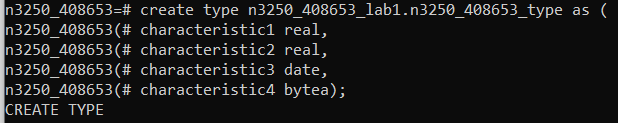 n3250_408653=# create type n3250_408653_lab1.n3250_408653_type as (
n3250_408653(# characteristic1 real,
n3250_408653(# characteristic2 real,
n3250_408653(# characteristic3 date,
n3250_408653(# characteristic4 bytea);
CREATE TYPE